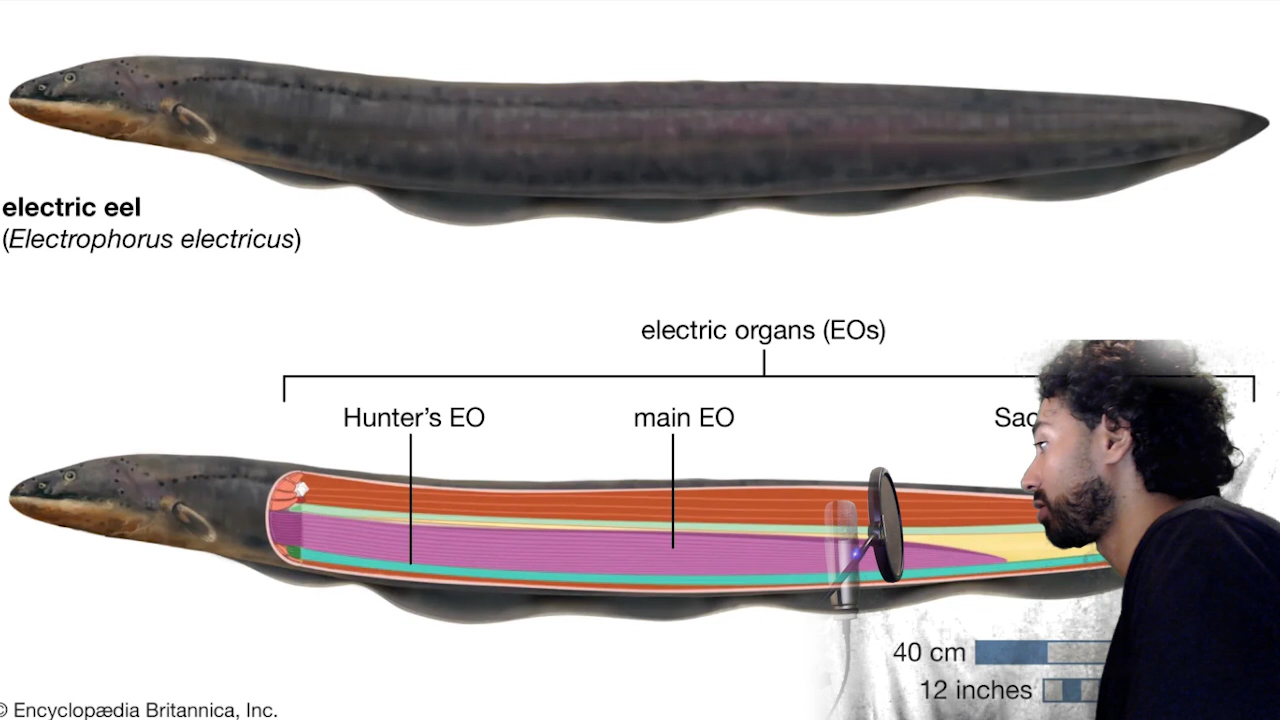 electric eel
(Electrophorus electricus)
electric organs (EOs)
Hunter's EO
main EO
40 cm
12 inches
© Encyclopædia Britannica, Inc.